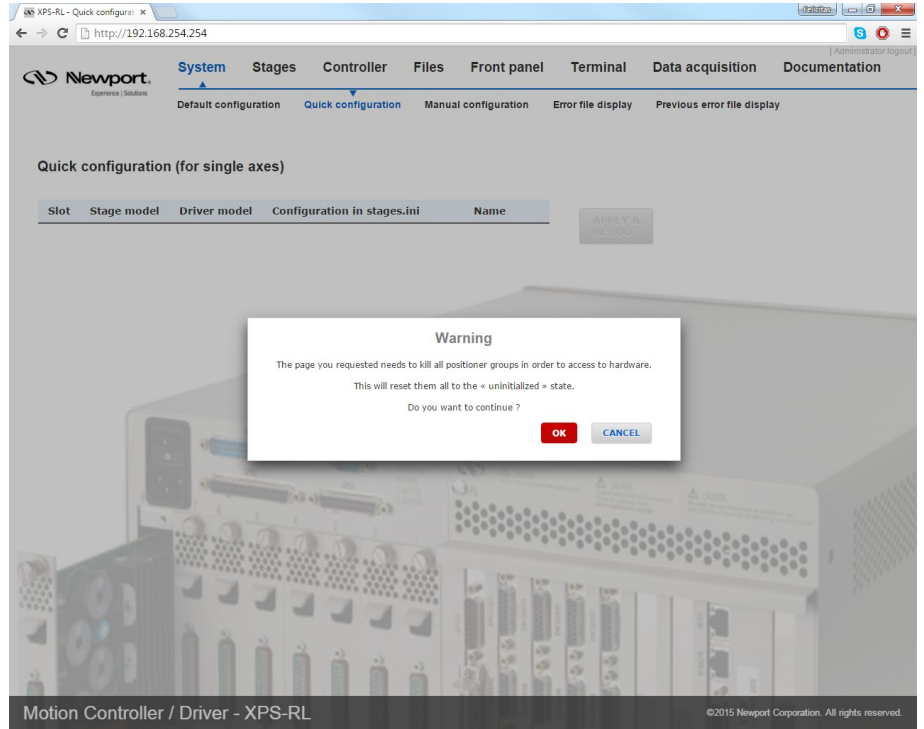 XPS-RL - Quick configurat
http://192.168.254.254
[ Administrator logout ]
Newport.
Experience | Solutions
System Stages Controller Files Front panel Terminal Data acquisition Documentation
Default configuration Quick configuration Manual configuration Error file display Previous error file display
Quick configuration (for single axes)
Slot Stage model Driver model Configuration in stages.ini Name
APPLY &
REBOOT
Warning
The page you requested needs to kill all positioner groups in order to access to hardware.
This will reset them all to the « uninitialized » state.
Do you want to continue ?
OK CANCEL
Motion Controller / Driver - XPS-RL
©2015 Newport Corporation. All rights reserved.